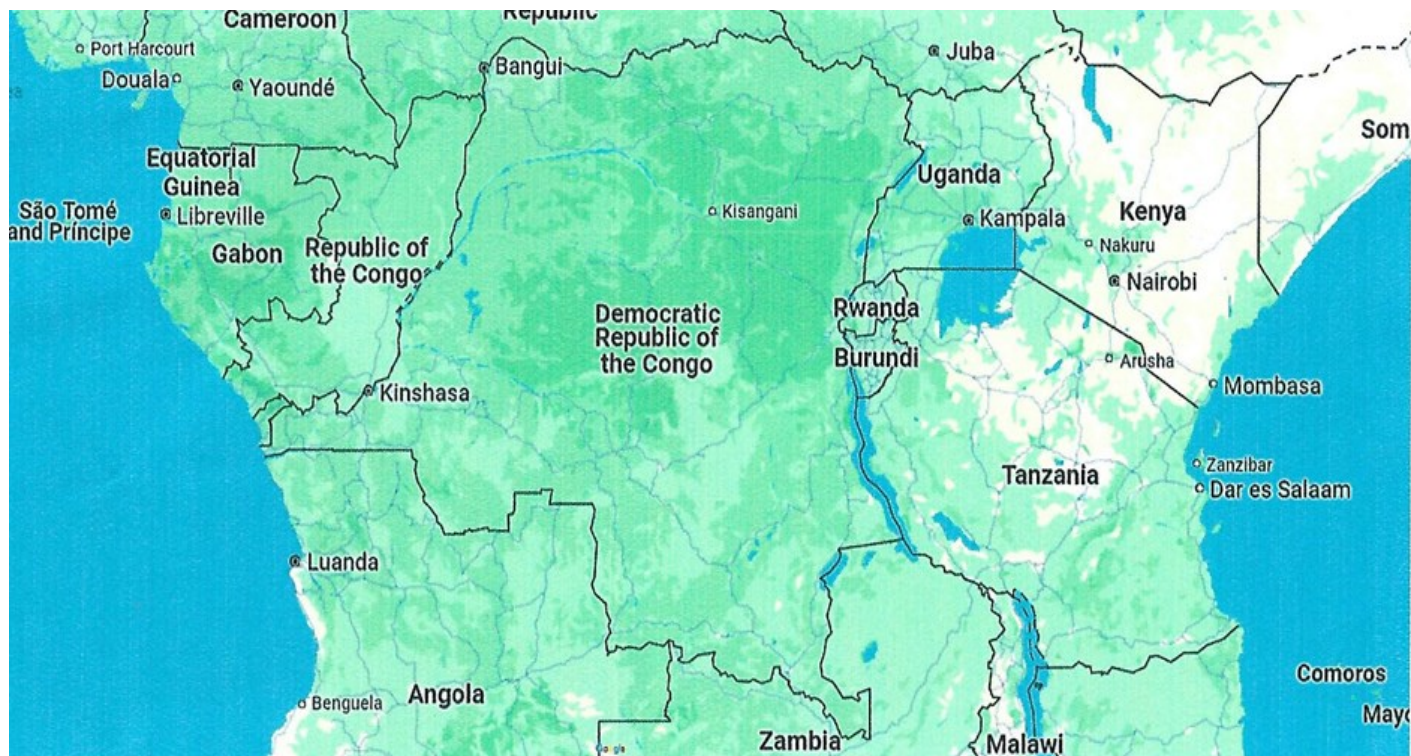 Cameroon
Republic
Port Harcourt
Douala
Yaoundé
Bangui
Juba
Som
Equatorial
Guinea
Uganda
São Tomé
and Príncipe
Libreville
Kisangani
Kampala
Kenya
Gabon
Republic of
the Congo
Nakuru
Nairobi
Rwanda
Democratic
Republic of
the Congo
Burundi
Arusha
Kinshasa
Mombasa
Tanzania
Zanzibar
Dar es Salaam
Luanda
Comoros
Angola
Benguela
Mayo
Zambia
Malawi
Google